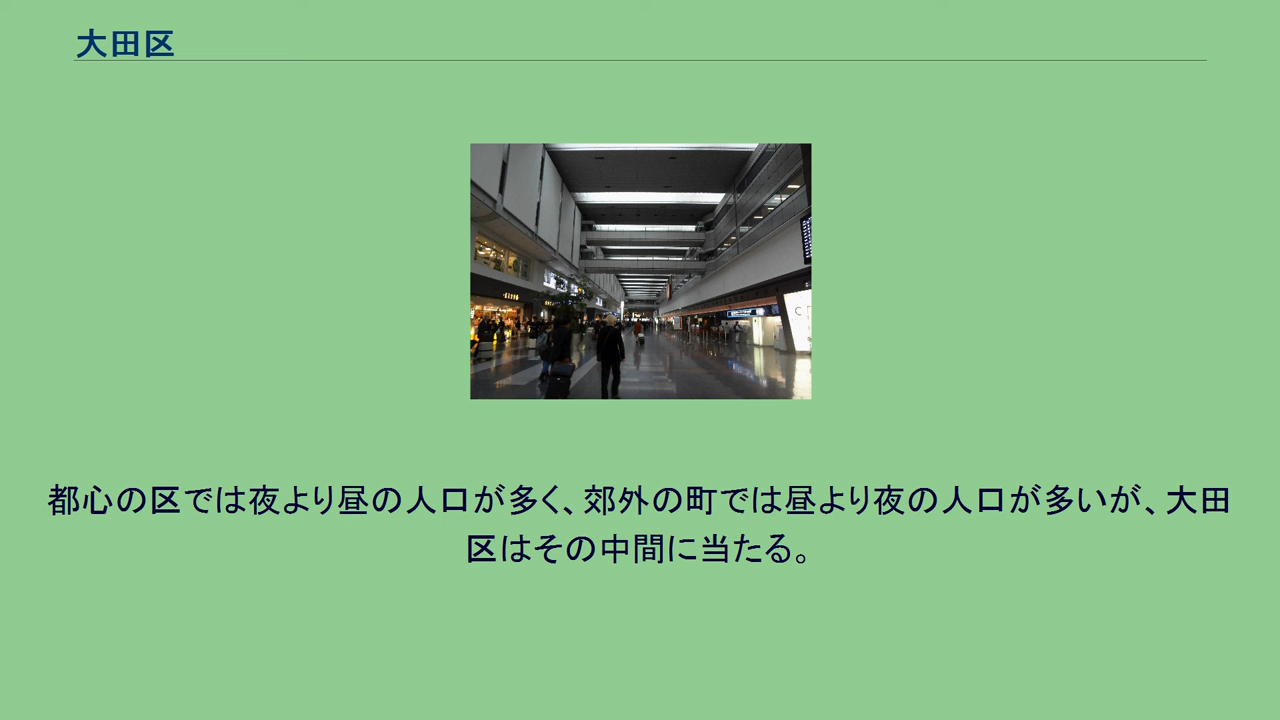 大田区
都心の区では夜より昼の人口が多く、郊外の町では昼より夜の人口が多いが、大田
区はその中間に当たる。